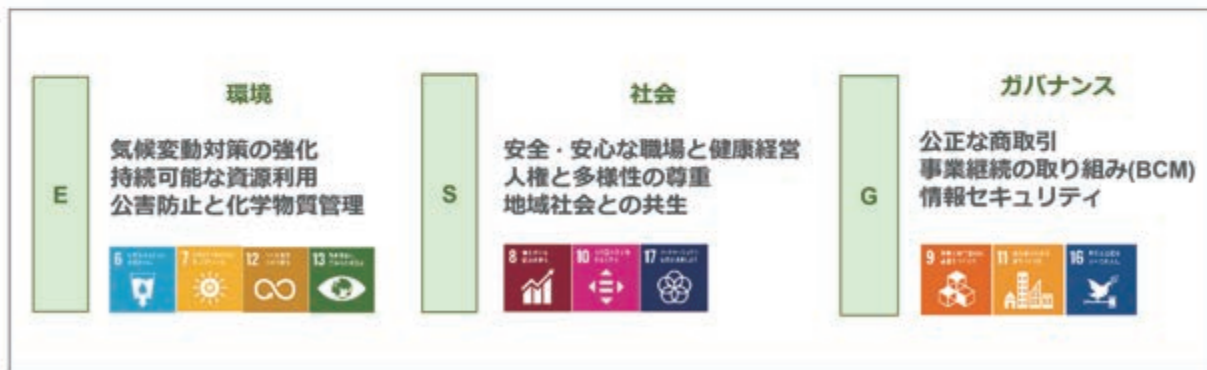 E
環境
気候変動対策の強化
持続可能な資源利用
公害防止と化学物質管理
6
7
12
13
S
社会
安全・安心な職場と健康経営
人権と多様性の尊重
地域社会との共生
8
10
17
G
ガバナンス
公正な商取引
事業継続の取り組み(BCM)
情報セキュリティ
9
11
16